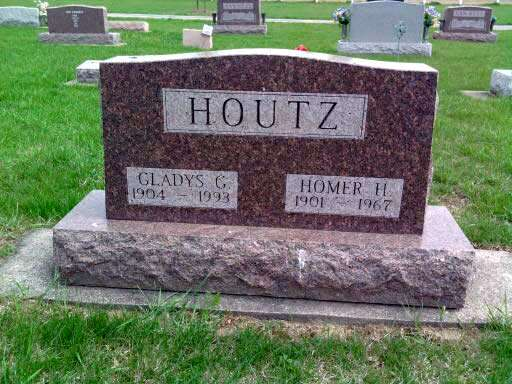 HOUTZ
GLADYS G.
1904 – 1993
HOMER H.
1901 – 1967